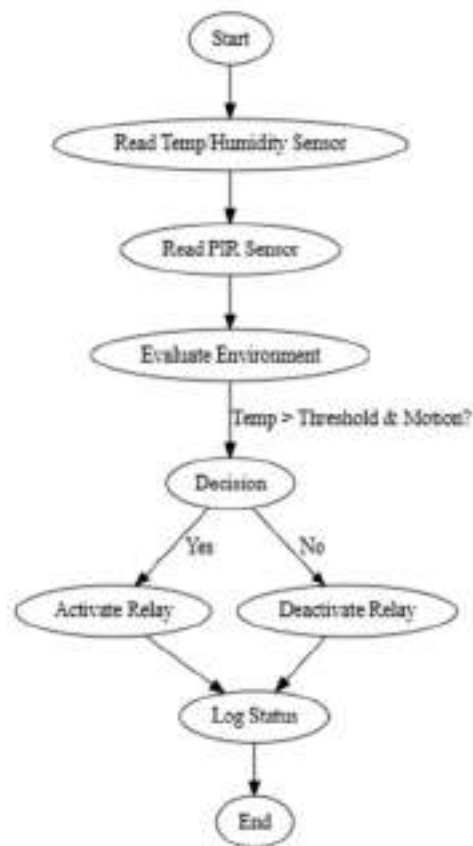 Start
Read Temp/Humidity Sensor
Read PIR Sensor
Evaluate Environment
Temp > Threshold & Motion?
Decision
Yes
No
Activate Relay
Deactivate Relay
Log Status
End